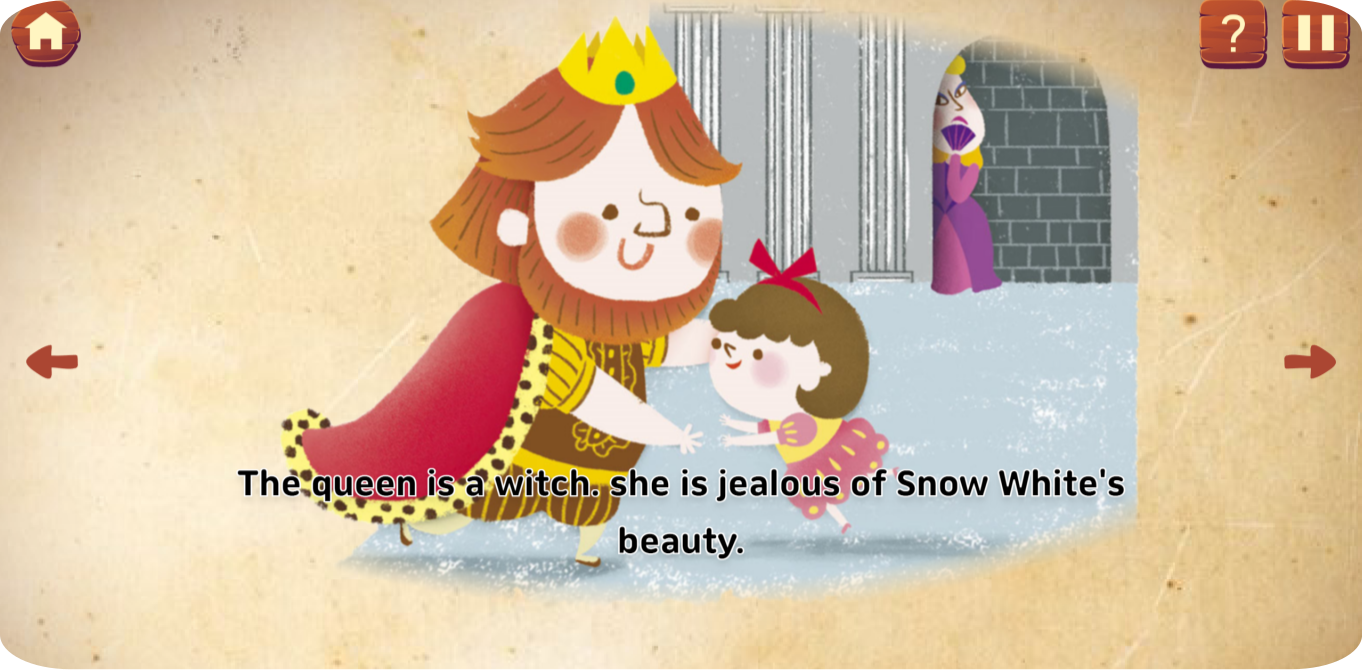 ?
The queen is a witch. she is jealous of Snow White's
beauty.